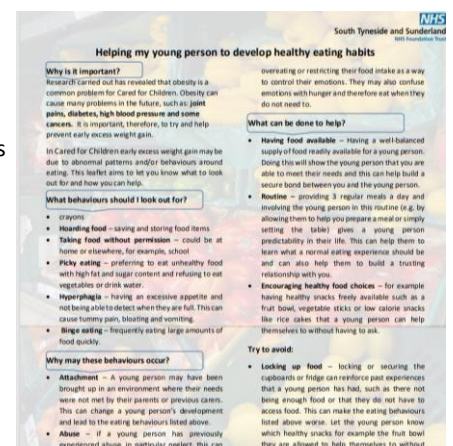 NHS
South Tyneside and Sunderland
NHS Foundation Trust
Helping my young person to develop healthy eating habits
s
Why is it important?
Research carried out has revealed that obesity is a
common problem for Cared for Children. Obesity can
cause many problems in the future, such as: joint
pains, diabetes, high blood pressure and some
cancers. It is important, therefore, to try and help
prevent early excess weight gain.
In Cared for Children early excess weight gain may be
due to abnormal patterns and/or behaviours around
eating. This leaflet aims to let you know what to look
out for and how you can help.
What behaviours should I look out for?
• crayons
• Hoarding food – saving and storing food items
• Taking food without permission – could be at
home or elsewhere, for example, school
• Picky eating – preferring to eat unhealthy food
with high fat and sugar content and refusing to eat
vegetables or drink water.
• Hyperphagia – having an excessive appetite and
not being able to detect when they are full. This can
cause tummy pain, bloating and vomiting.
• Binge eating – frequently eating large amounts of
food quickly.
Why may these behaviours occur?
• Attachment – A young person may have been
brought up in an environment where their needs
were not met by their parents or previous carers.
This can change a young person's development
and lead to the eating behaviours listed above.
• Abuse – if a young person has previously
experienced abuse, in particular neglect, this can
overeating or restricting their food intake as a way
to control their emotions. They may also confuse
emotions with hunger and therefore eat when they
do not need to.
What can be done to help?
• Having food available – Having a well-balanced
supply of food readily available for a young person.
Doing this will show the young person that you are
able to meet their needs and this can help build a
secure bond between you and the young person.
• Routine – providing 3 regular meals a day and
involving the young person in this routine (e.g. by
allowing them to help you prepare a meal or simply
setting the table) gives a young person
predictability in their life. This can help them to
learn what a normal eating experience should be
and can also help them to build a trusting
relationship with you.
• Encouraging healthy food choices – for example
having healthy snacks freely available such as a
fruit bowl, vegetable sticks or low calorie snacks
like rice cakes that a young person can help
themselves to without having to ask.
Try to avoid:
• Locking up food – locking or securing the
cupboards or fridge can reinforce past experiences
that a young person has had, such as there not
being enough food or that they do not have to
access food. This can make the eating behaviours
listed above worse. Let the young person know
which healthy snacks for example the fruit bowl
they are allowed to help themselves to without